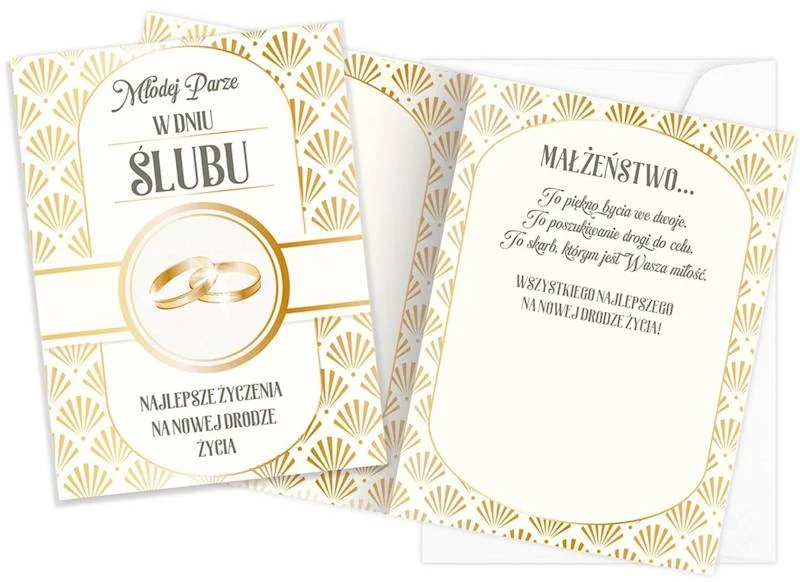 Młodej Parze
W DNIU
ŚLUBU
NAJLEPSZE ŻYCZENIA
NA NOWEJ DRODZE
ŻYCIA
MAŁŻEŃSTWO...
To piękno bycia we dwoje.
To poszukiwanie drogi do celu.
To skarb, którym jest Wasza miłość.
WSZYSTKIEGO NAJLEPSZEGO
NA NOWEJ DRODZE ŻYCIA!